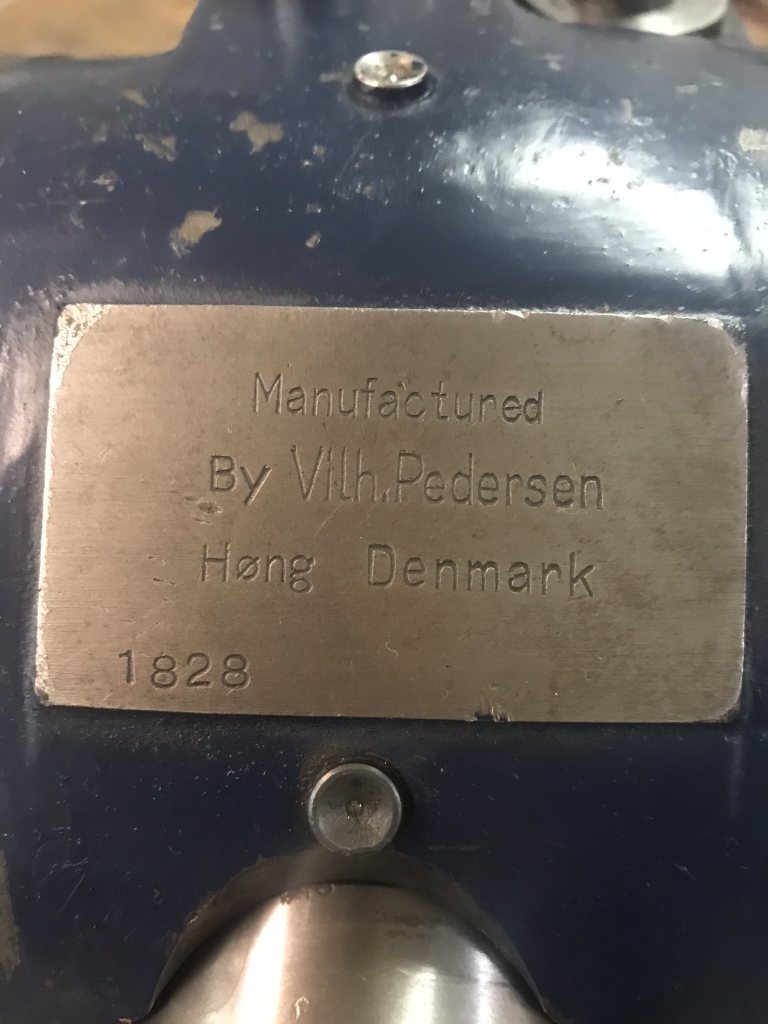 Manufactured
By Vilh. Pedersen
Høng Denmark
1828